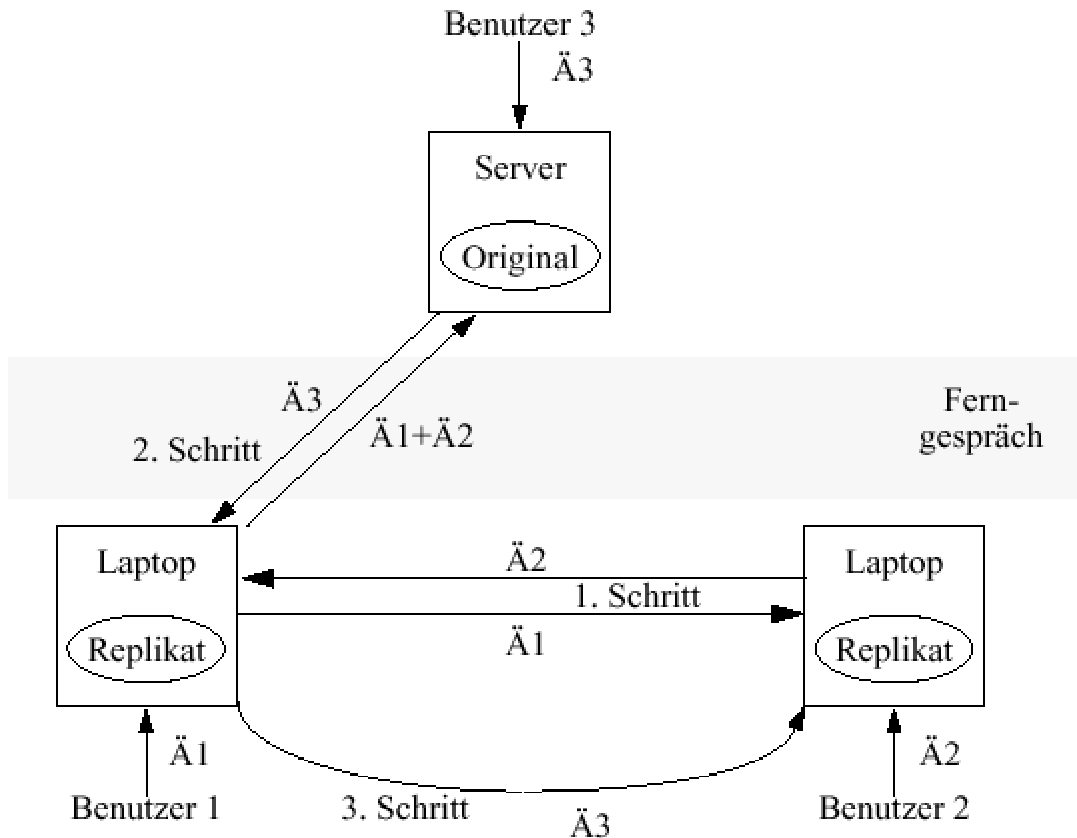 Benutzer 3
Ä3
Server
Original
Ä3
Ä1+Ä2
2. Schritt
Fern-
gespräch
Laptop
Replikat
Ä2
1. Schritt
Ä1
Laptop
Replikat
Ä1
Benutzer 1
3. Schritt
Ä3
Ä2
Benutzer 2